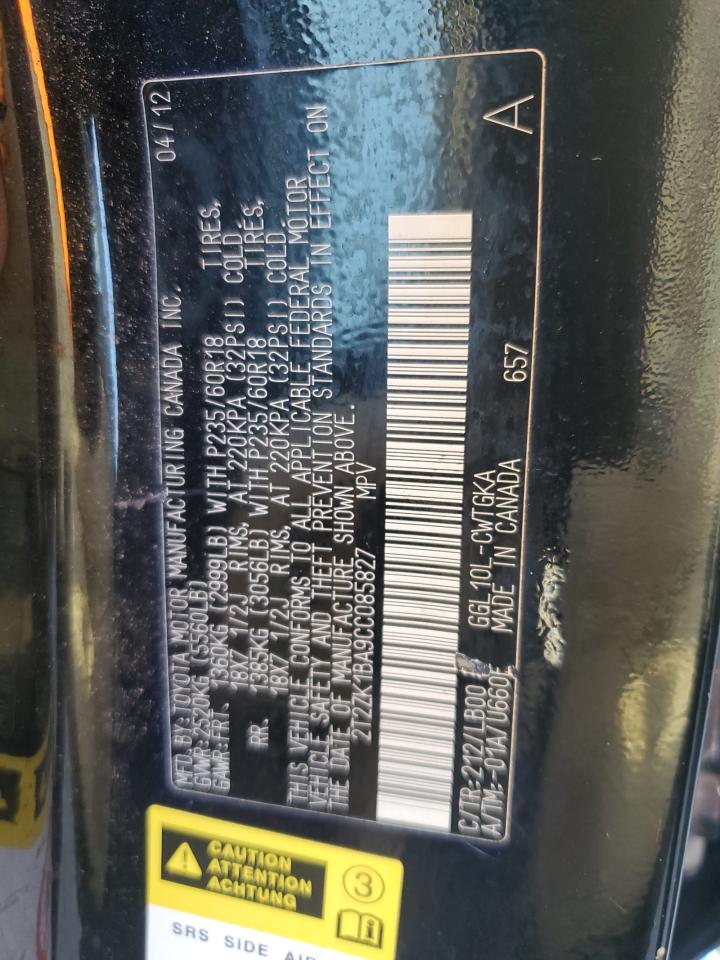 MFD. BY: TOYOTA MOTOR MANUFACTURING CANADA INC. 04/12
GVWR: 2520KG (5560LB)
GAWR: FR. 1360KG (2999LB) WITH P235/60R18 TIRES,
18X7 1/2J RIMS, AT 220KPA (32PSI) COLD.
RR. 1385KG (3056LB) WITH P235/60R18 TIRES,
18X7 1/2J RIMS, AT 220KPA (32PSI) COLD.
THIS VEHICLE CONFORMS TO ALL APPLICABLE FEDERAL MOTOR
VEHICLE SAFETY AND THEFT PREVENTION STANDARDS IN EFFECT ON
THE DATE OF MANUFACTURE SHOWN ABOVE.
2T2ZK1BA9CC085827 MPV
C/TR:212/LB00 GGL10L-CWTGKA
A/TM:-01A/U660E MADE IN CANADA 657 A
CAUTION
ATTENTION
ACHTUNG
3
SRS SIDE